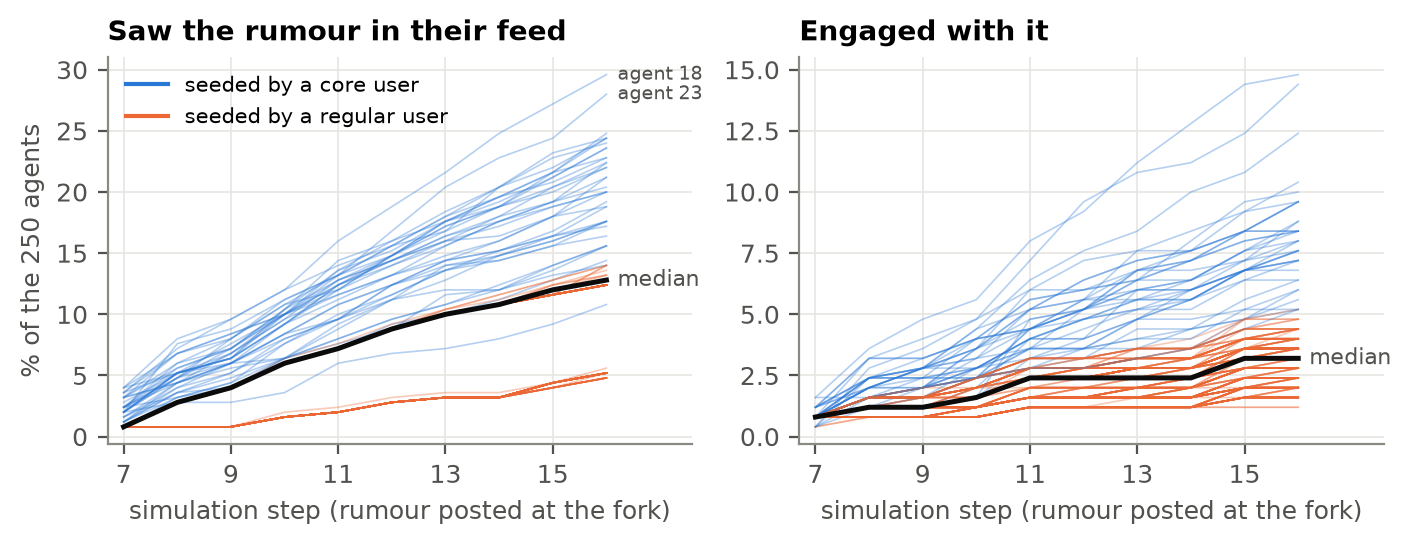 Saw the rumour in their feed
Engaged with it
% of the 250 agents
30
25
20
15
10
5
0
seeded by a core user
seeded by a regular user
agent 18
agent 23
median
7
9
11
13
15
simulation step (rumour posted at the fork)
15.0
12.5
10.0
7.5
5.0
2.5
0.0
median
7
9
11
13
15
simulation step (rumour posted at the fork)